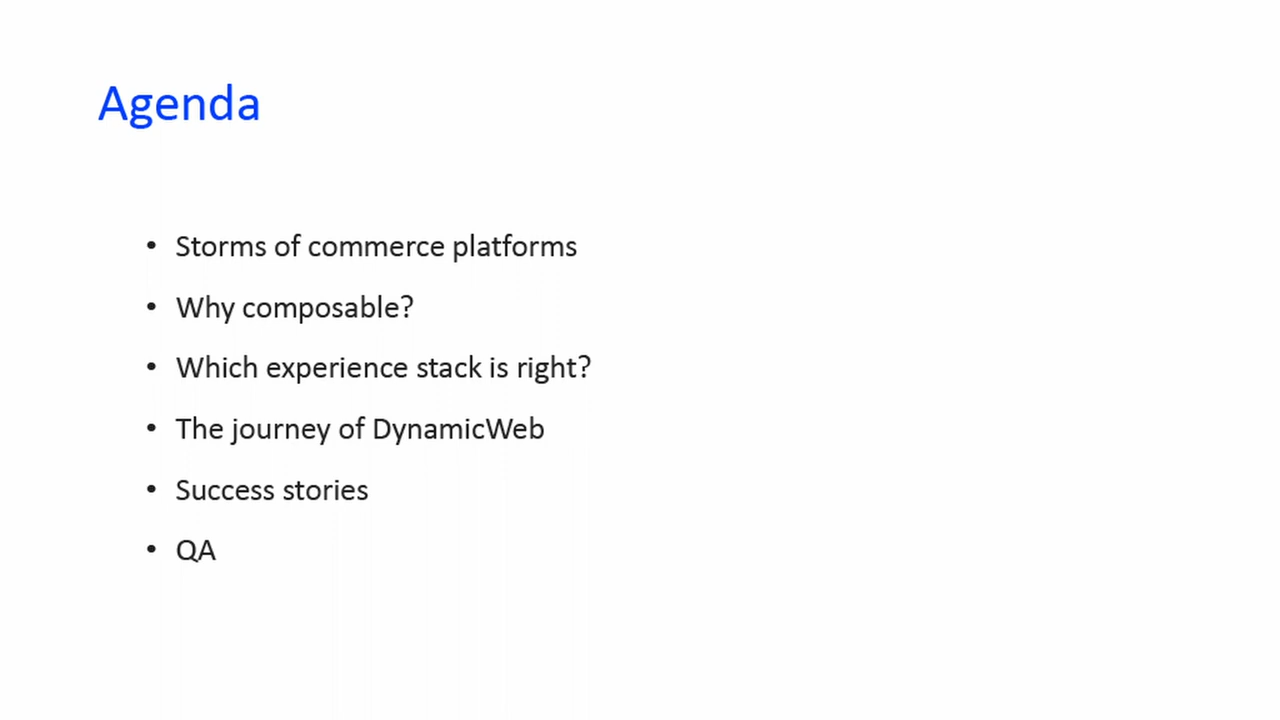 Agenda
• Storms of commerce platforms
• Why composable?
• Which experience stack is right?
• The journey of DynamicWeb
• Success stories
• QA